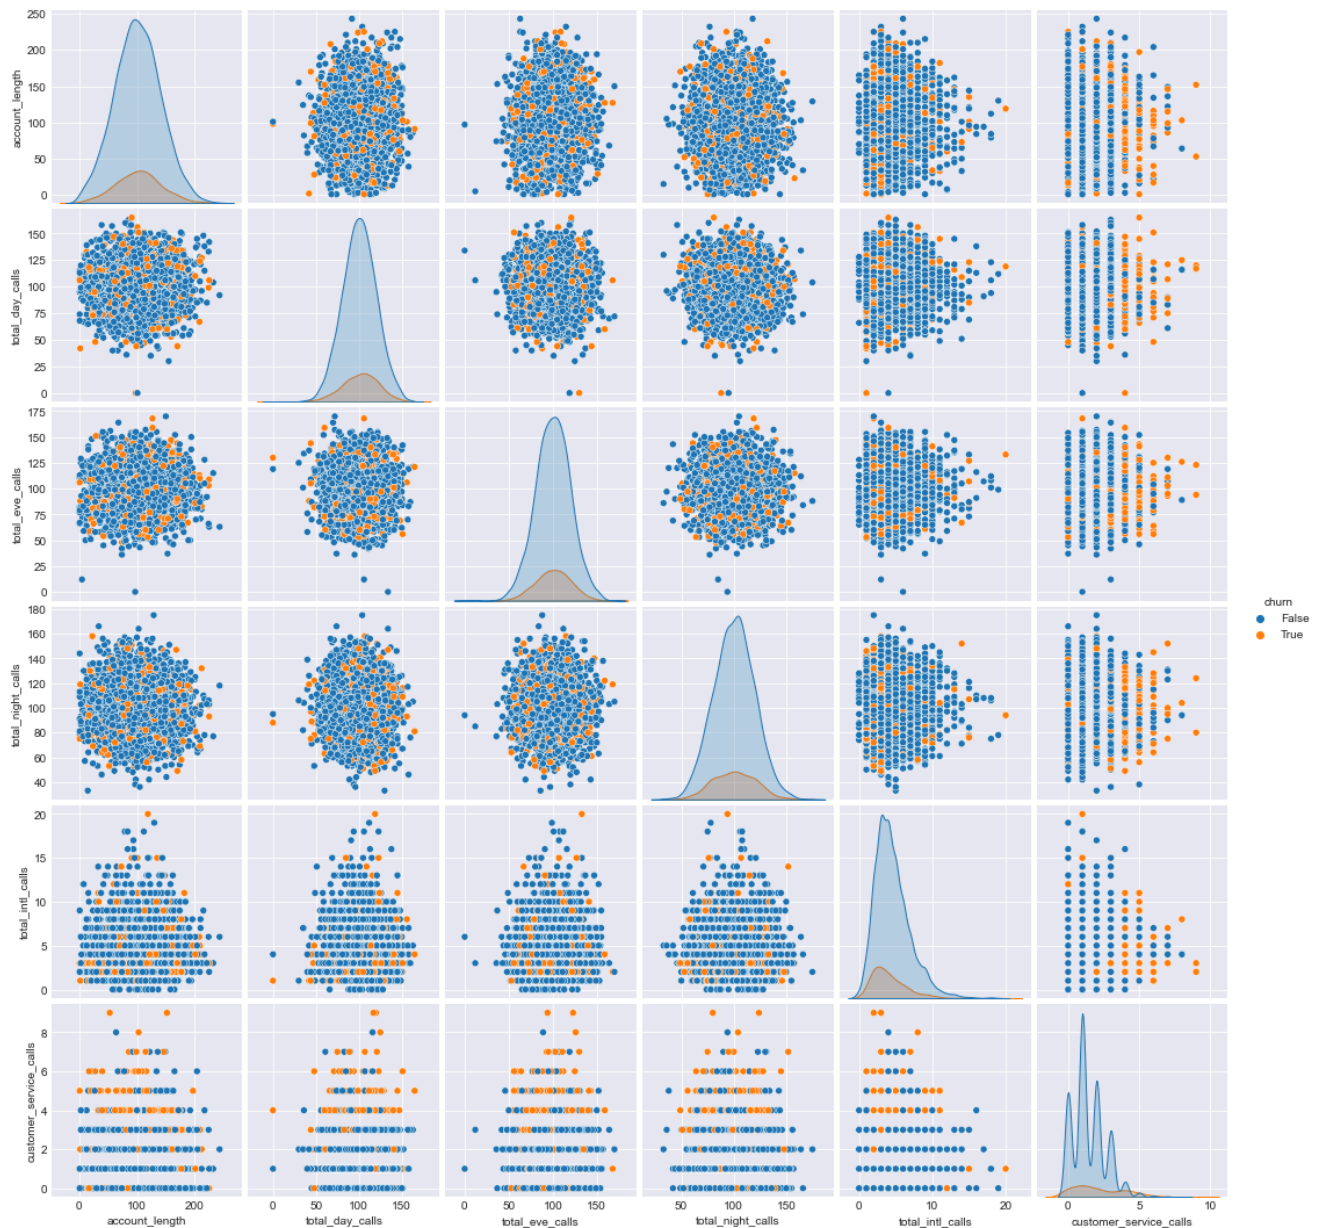 250
200
150
100
50
0
account_length
150
125
100
75
50
25
0
total_day_calls
175
150
125
100
75
50
25
0
total_eve_calls
churn
False
True
180
160
140
120
100
80
60
40
total_night_calls
20
15
10
5
0
total_intl_calls
8
6
4
2
0
customer_service_calls
0 100 200
0 50 100 150
0 50 100 150
50 100 150
0 10 20
0 5 10
account_length total_day_calls total_eve_calls total_night_calls total_intl_calls customer_service_calls